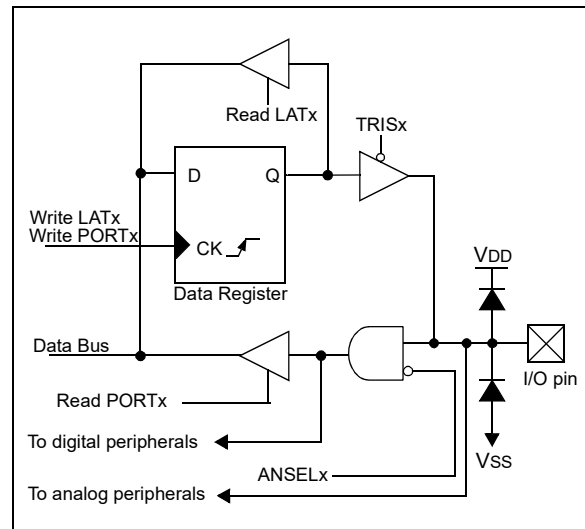 Read LATx
TRISx
D
Q
Write LATx
Write PORTx
CK
Data Register
VDD
Data Bus
I/O pin
Read PORTx
To digital peripherals
ANSELx
VSS
To analog peripherals